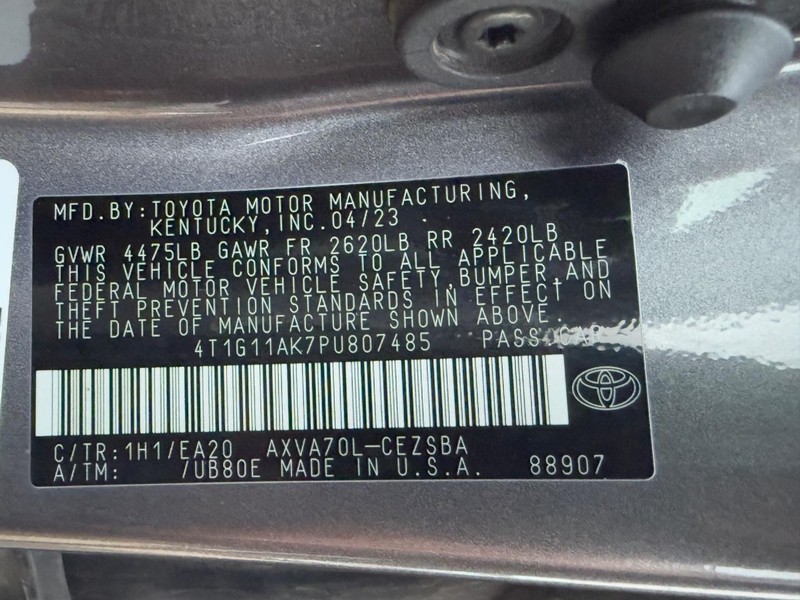 MFD.BY:TOYOTA MOTOR MANUFACTURING,
KENTUCKY,INC.04/23
GVWR 4475LB GAWR FR 2620LB RR 2420LB
THIS VEHICLE CONFORMS TO ALL APPLICABLE
FEDERAL MOTOR VEHICLE SAFETY,BUMPER,AND
THEFT PREVENTION STANDARDS IN EFFECT ON
THE DATE OF MANUFACTURE SHOWN ABOVE.
4T1G11AK7PU807485 PASS.CAR
C/TR:1H1/EA20 AXVA70L-CEZSBA
A/TM: /UB80E MADE IN U.S.A. 88907